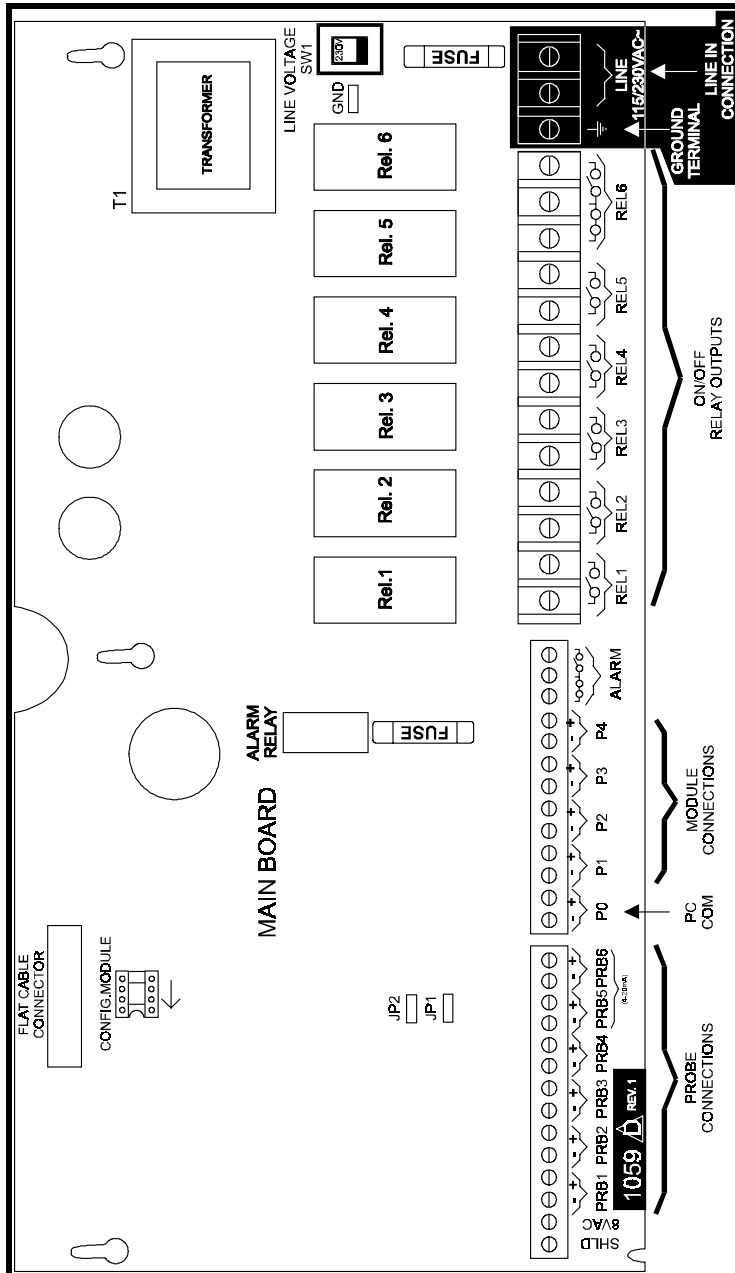 FLAT CABLE
CONNECTOR
CONFIG.MODULE
MAIN BOARD
JP2
JP1
ALARM
RELAY
FUSE
T1
TRANSFORMER
LINE VOLTAGE
SW1
230V
GND
FUSE
Rel.1
Rel. 2
Rel. 3
Rel. 4
Rel. 5
Rel. 6
SHLD
8VAC
- + - + - + - + - + - +
PRB1 PRB2 PRB3 PRB4 PRB5 PRB6
(4-20mA)
1059 D REV. 1
PROBE
CONNECTIONS
- + - + - + - + - +
P0 P1 P2 P3 P4
PC
COM
MODULE
CONNECTIONS
ALARM
REL1 REL2 REL3 REL4 REL5 REL6
ON/OFF
RELAY OUTPUTS
LINE
115/230VAC~
GROUND
TERMINAL
LINE IN
CONNECTION